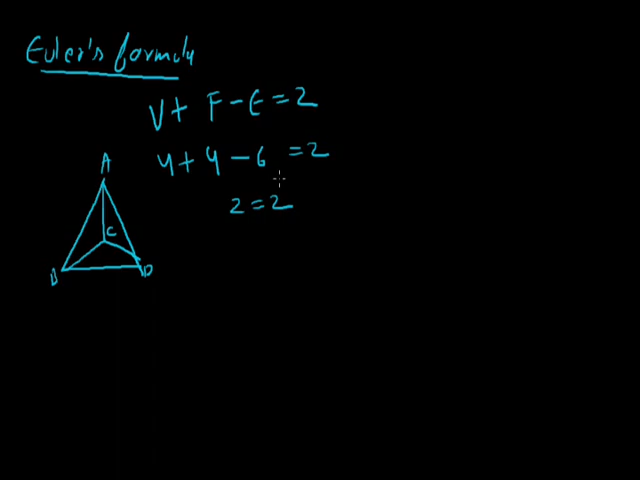 Euler's formula
V + F - E = 2
4 + 4 - 6 = 2
2 = 2
A
C
B D